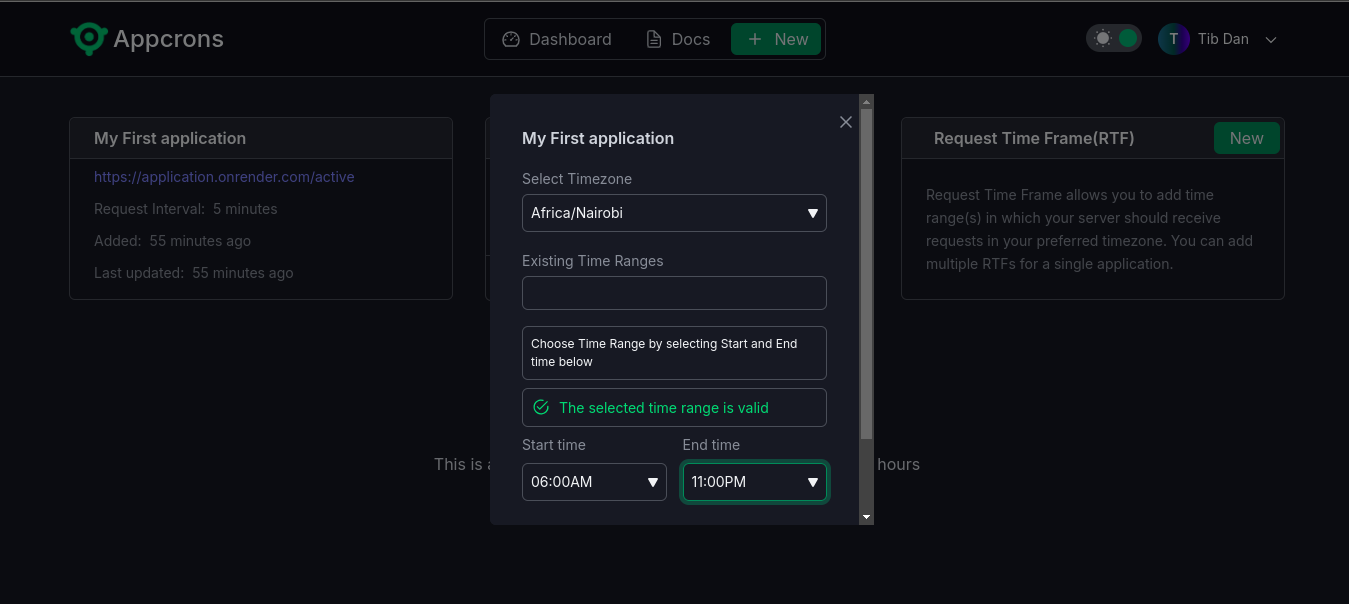 Appcrons
Dashboard
Docs
+ New
T
Tib Dan
My First application
https://application.onrender.com/active
Request Interval: 5 minutes
Added: 55 minutes ago
Last updated: 55 minutes ago
My First application
Select Timezone
Africa/Nairobi
Existing Time Ranges
Choose Time Range by selecting Start and End
time below
The selected time range is valid
Start time
End time
06:00AM
11:00PM
Request Time Frame(RTF)
New
Request Time Frame allows you to add time
range(s) in which your server should receive
requests in your preferred timezone. You can add
multiple RTFs for a single application.
This is
hours